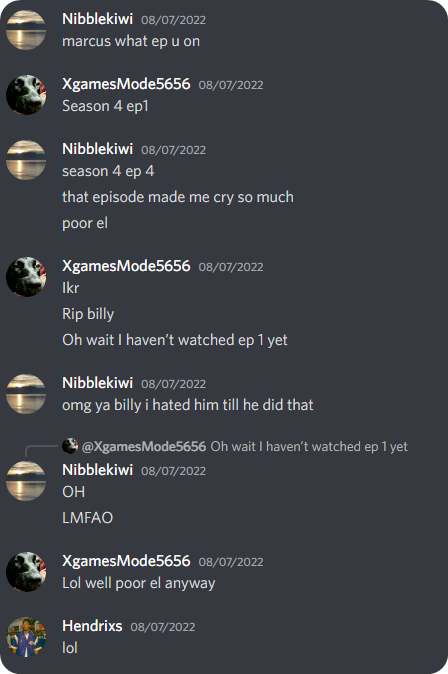 Nibblekiwi 08/07/2022
marcus what ep u on
XgamesMode5656 08/07/2022
Season 4 ep1
Nibblekiwi 08/07/2022
season 4 ep 4
that episode made me cry so much
poor el
XgamesMode5656 08/07/2022
Ikr
Rip billy
Oh wait I haven’t watched ep 1 yet
Nibblekiwi 08/07/2022
omg ya billy i hated him till he did that
@XgamesMode5656 Oh wait I haven’t watched ep 1 yet
Nibblekiwi 08/07/2022
OH
LMFAO
XgamesMode5656 08/07/2022
Lol well poor el anyway
Hendrixs 08/07/2022
lol